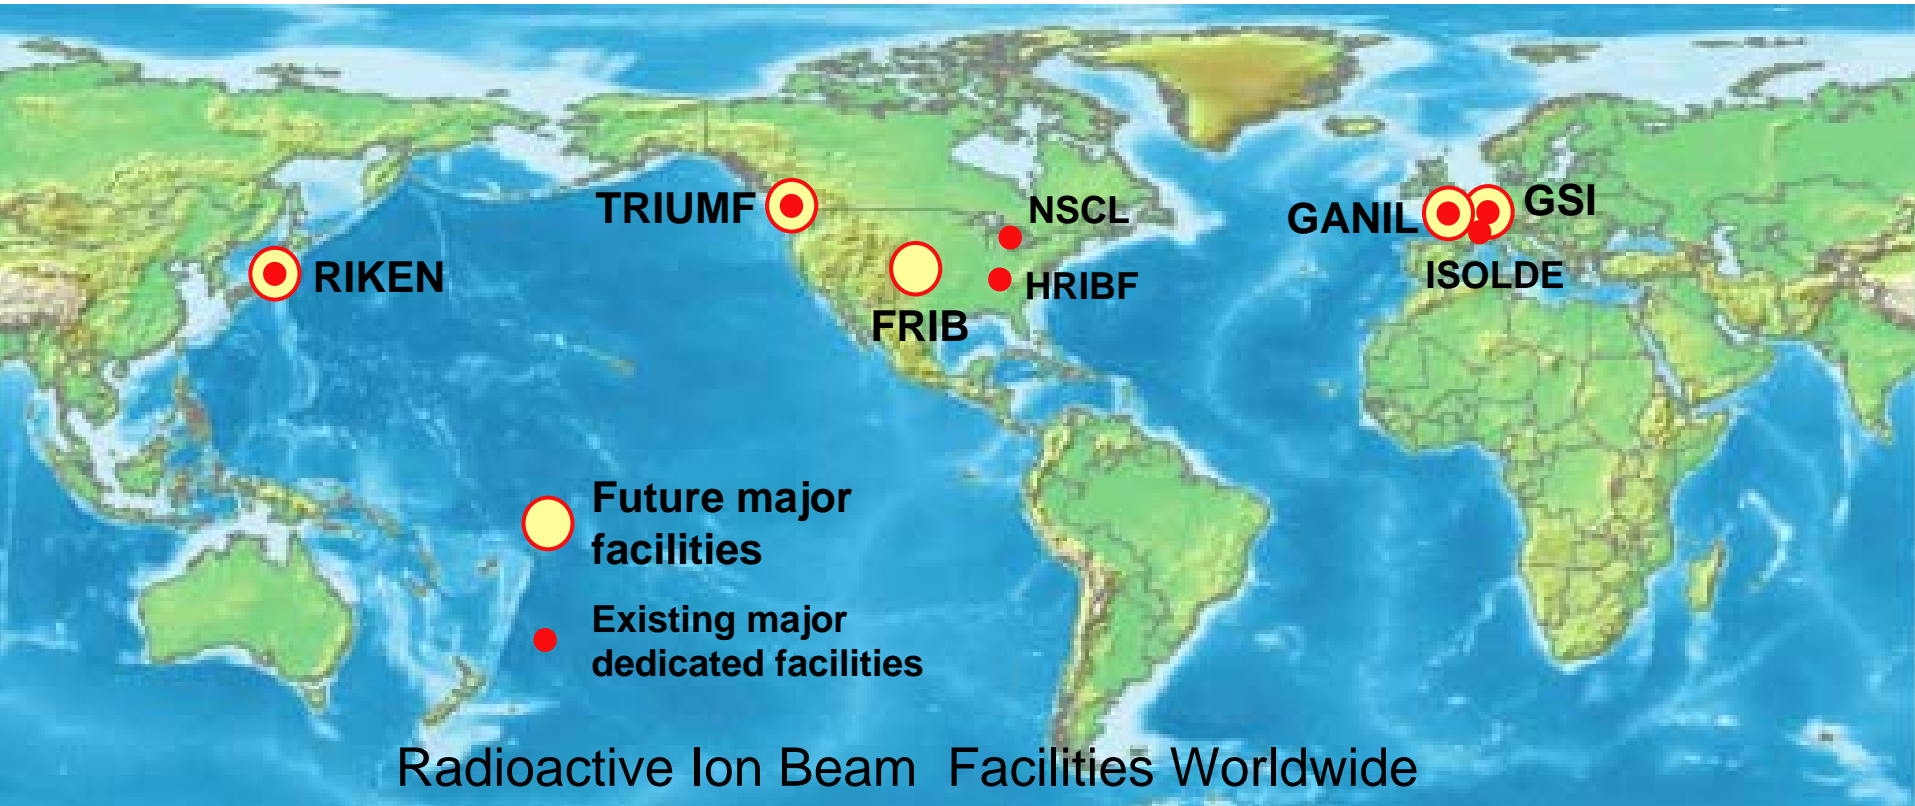 TRIUMF
NSCL
GANIL
GSI
RIKEN
HRIBF
ISOLDE
FRIB
Future major
facilities
Existing major
dedicated facilities
Radioactive Ion Beam  Facilities Worldwide